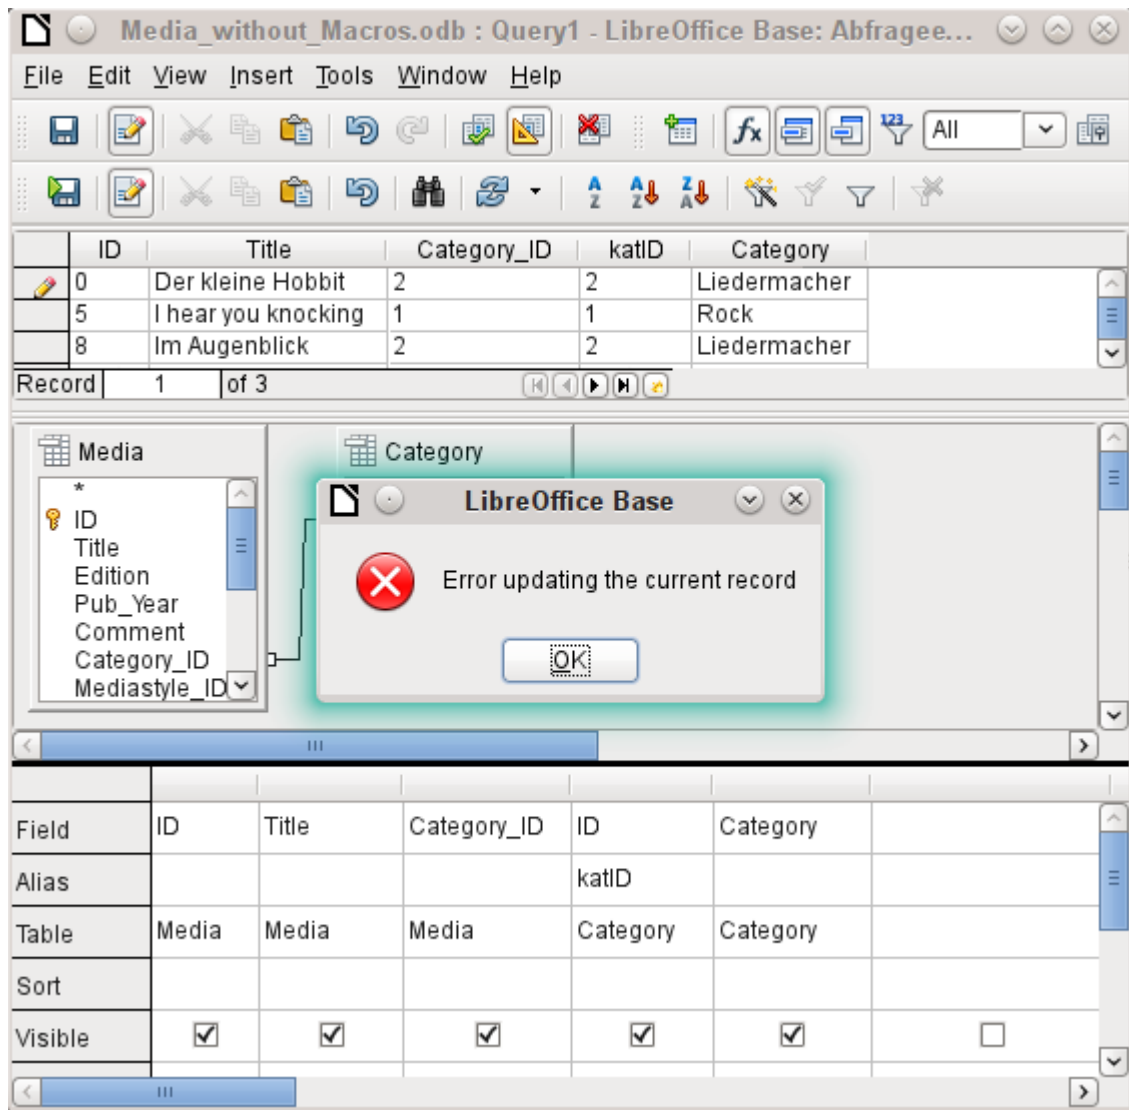 Media_without_Macros.odb : Query1 - LibreOffice Base: Abfragee...
File Edit View Insert Tools Window Help
fx 123 All
A Z A Z Z A
ID Title Category_ID katID Category
0 Der kleine Hobbit 2 2 Liedermacher
5 I hear you knocking 1 1 Rock
8 Im Augenblick 2 2 Liedermacher
Record 1 of 3
Media
*
ID
Title
Edition
Pub_Year
Comment
Category_ID
Mediastyle_ID
Category
LibreOffice Base
Error updating the current record
OK
Field ID Title Category_ID ID Category
Alias katID
Table Media Media Media Category Category
Sort
Visible